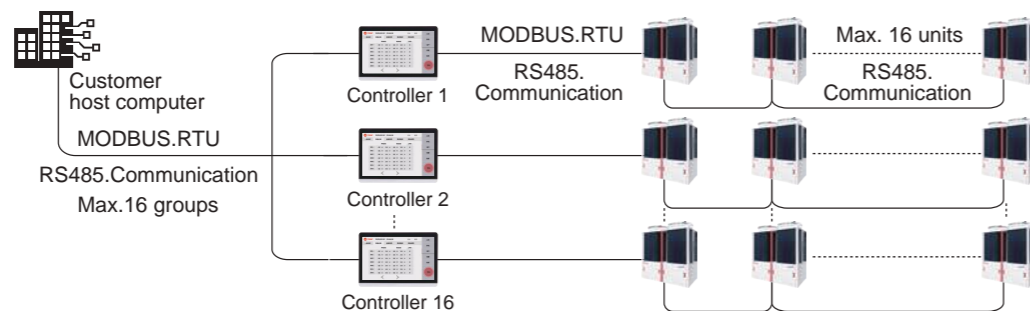 Customer
host computer
MODBUS.RTU
RS485.Communication
Max.16 groups
Controller 1
Controller 2
Controller 16
MODBUS.RTU
RS485.
Communication
Max. 16 units
RS485.
Communication